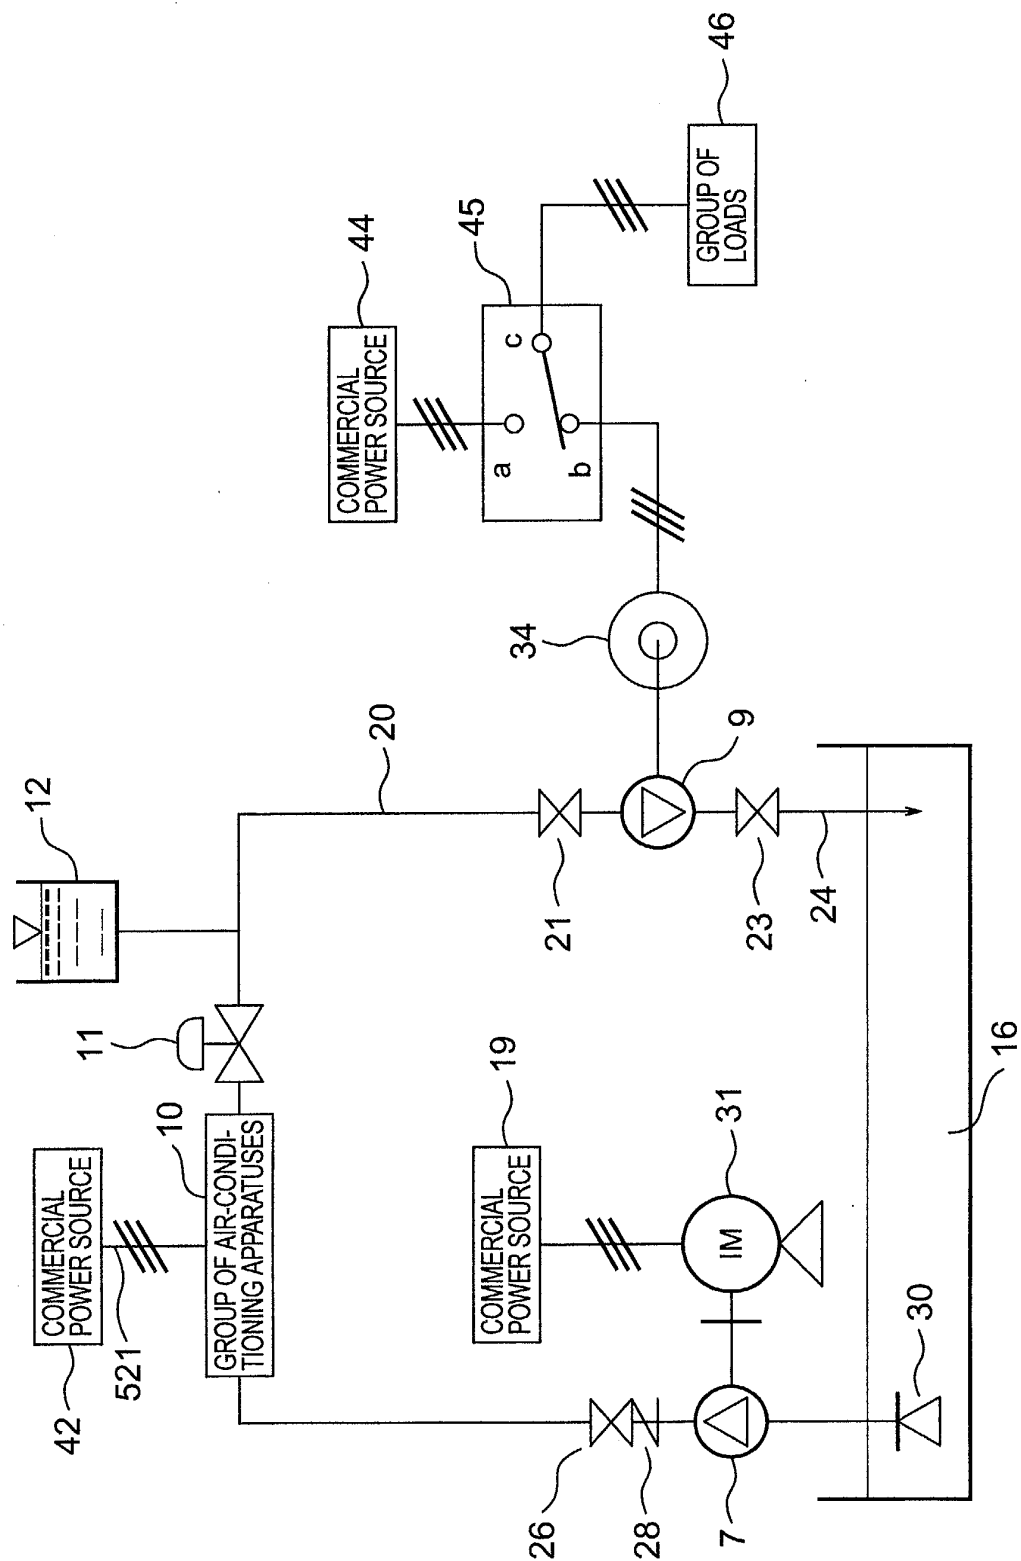 42
COMMERCIAL
POWER SOURCE
12
521
11
10
GROUP OF AIR-CONDI-
TIONING APPARATUSES
44
COMMERCIAL
POWER SOURCE
20
45
19
COMMERCIAL
POWER SOURCE
34
a
c
b
26
21
28
46
GROUP OF
LOADS
7
IM
31
9
23
24
30
16